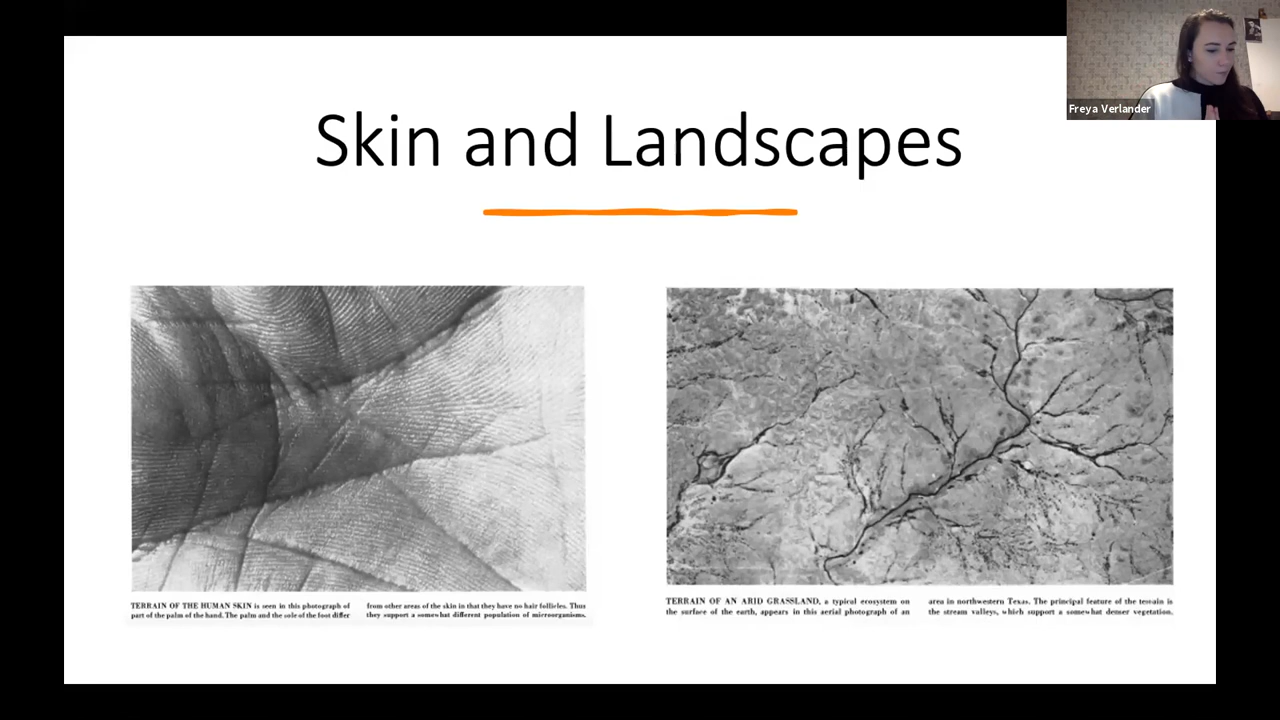 Skin and Landscapes
Freya Verlander
TERRAIN OF THE HUMAN SKIN is seen in this photograph of
part of the palm of the hand. The palm and the sole of the foot differ
from other areas of the skin in that they have no hair follicles. Thus
they support a somewhat different population of microorganisms.
TERRAIN OF AN ARID GRASSLAND, a typical ecosystem on
the surface of the earth, appears in this aerial photograph of an
area in northwestern Texas. The principal feature of the terrain is
the stream valleys, which support a somewhat denser vegetation.